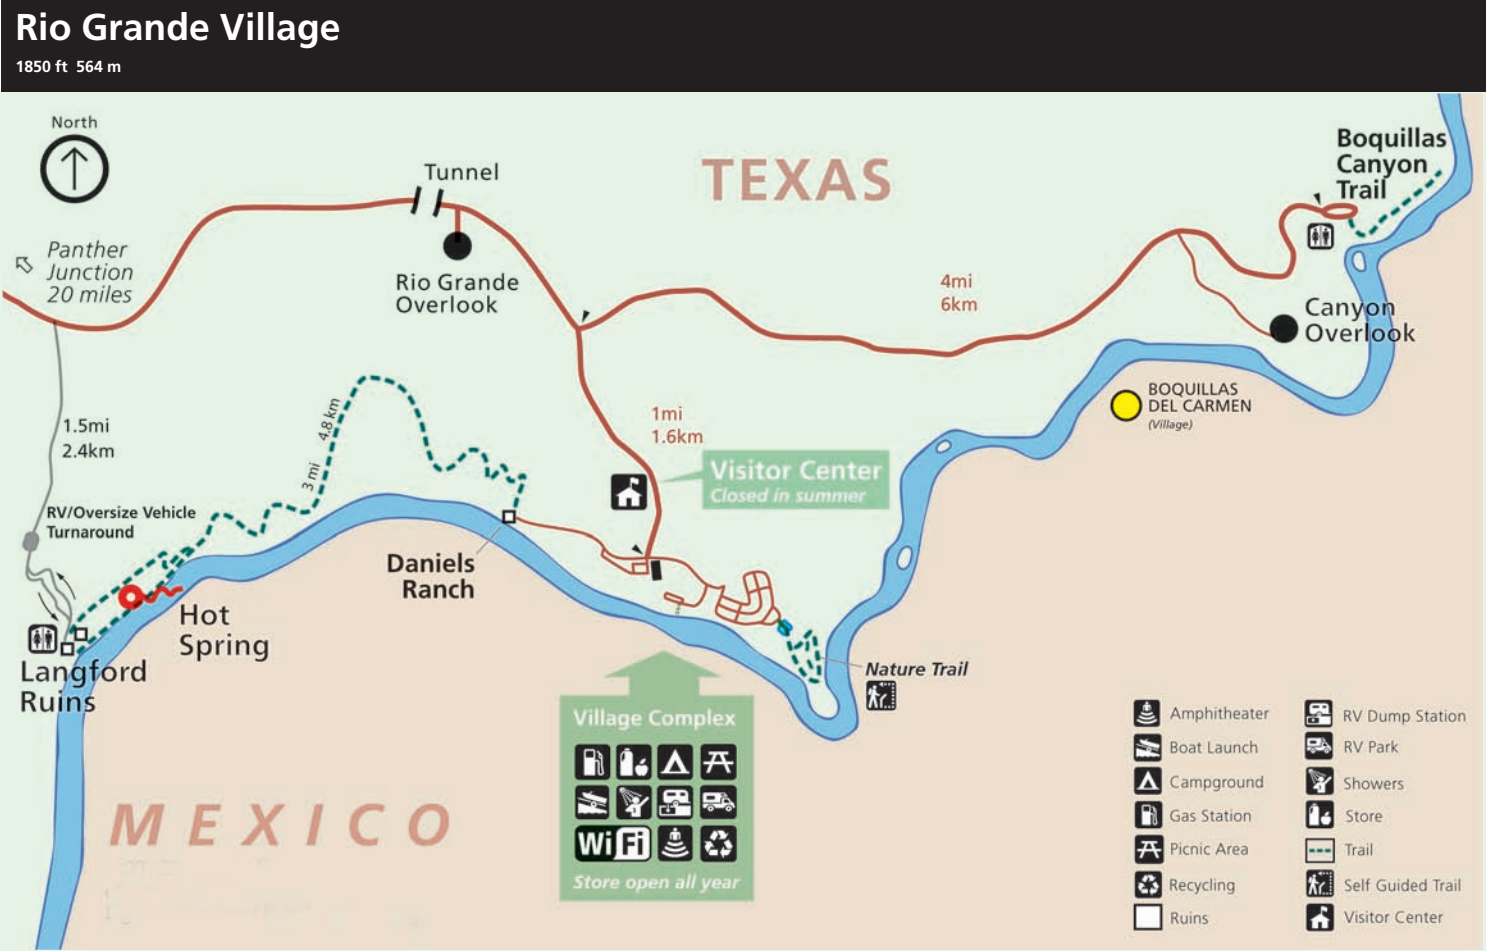 Rio Grande Village
1850 ft 564 m
North
Tunnel
TEXAS
Boquillas
Canyon
Trail
Panther
Junction
20 miles
Rio Grande
Overlook
4mi
6km
Canyon
Overlook
BOQUILLAS
DEL CARMEN
(Village)
1.5mi
2.4km
3 mi 4.8 km
1mi
1.6km
Visitor Center
Closed in summer
RV/Oversize Vehicle
Turnaround
Daniels
Ranch
Hot
Spring
Langford
Ruins
Nature Trail
Village Complex
WiFi
Store open all year
MEXICO
Amphitheater
Boat Launch
Campground
Gas Station
Picnic Area
Recycling
Ruins
RV Dump Station
RV Park
Showers
Store
Trail
Self Guided Trail
Visitor Center